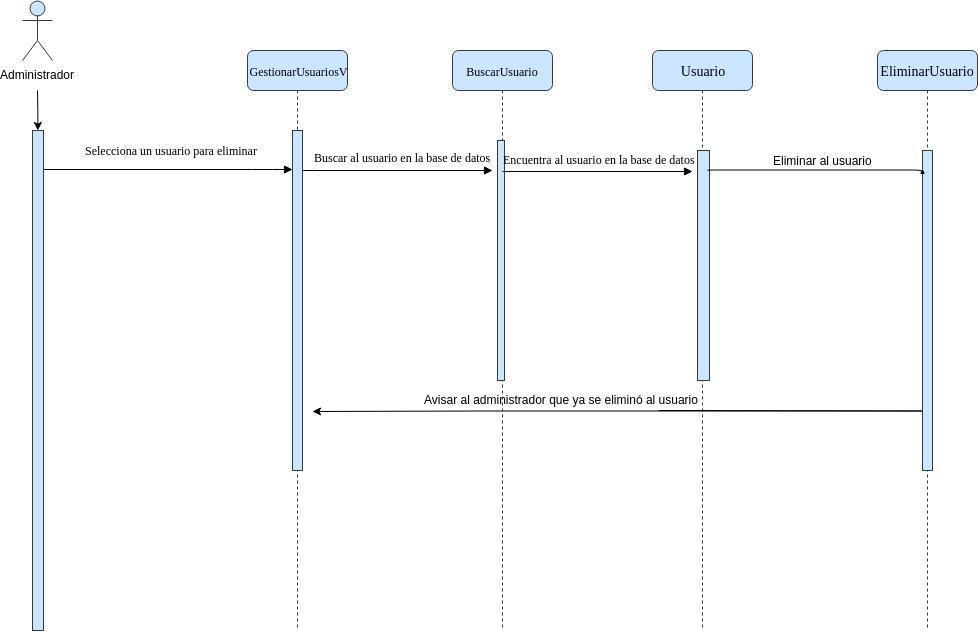 Administrador
GestionarUsuariosV
BuscarUsuario
Usuario
EliminarUsuario
Selecciona un usuario para eliminar
Buscar al usuario en la base de datos
Encuentra al usuario en la base de datos
Eliminar al usuario
Avisar al administrador que ya se eliminó al usuario